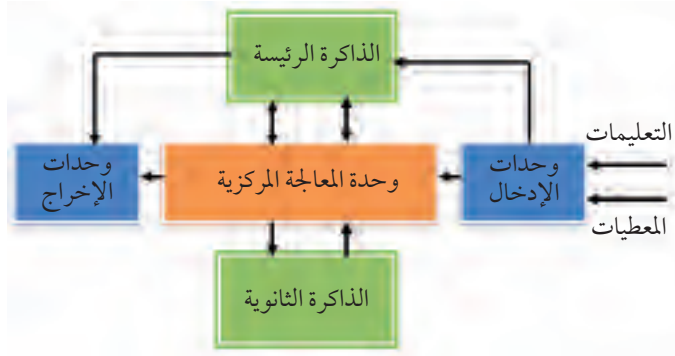 الذاكرة الرئيسة
التعليمات
وحدات
الإدخال
المعطيات
وحدة المعالجة المركزية
وحدات
الإخراج
الذاكرة الثانوية